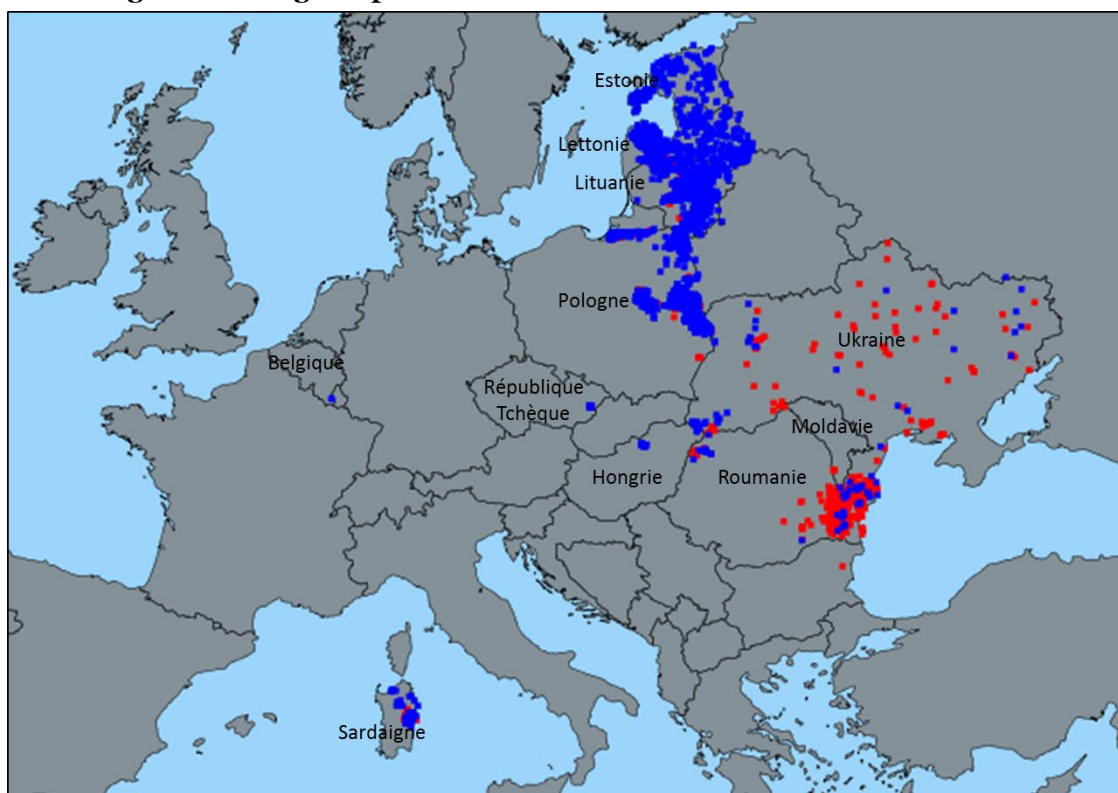 Estonie
Lettonie
Lituanie
Pologne
Ukraine
Belgique
République
Tchèque
Moldavie
Hongrie
Roumanie
Sardaigne